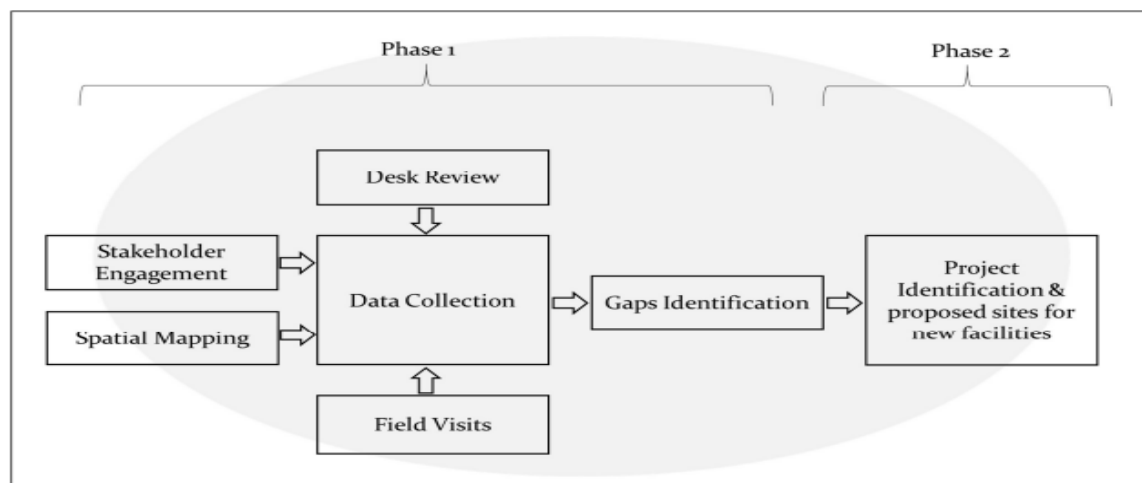 Phase 1
Phase 2
Desk Review
Stakeholder
Engagement
Spatial Mapping
Data Collection
Field Visits
Gaps Identification
Project
Identification &
proposed sites for
new facilities